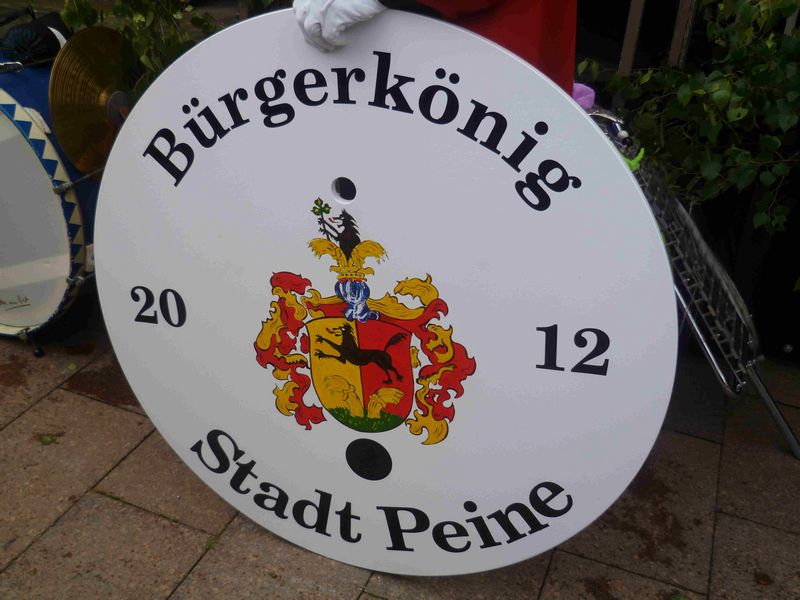 Bürgerkönig
20 12
Stadt Peine